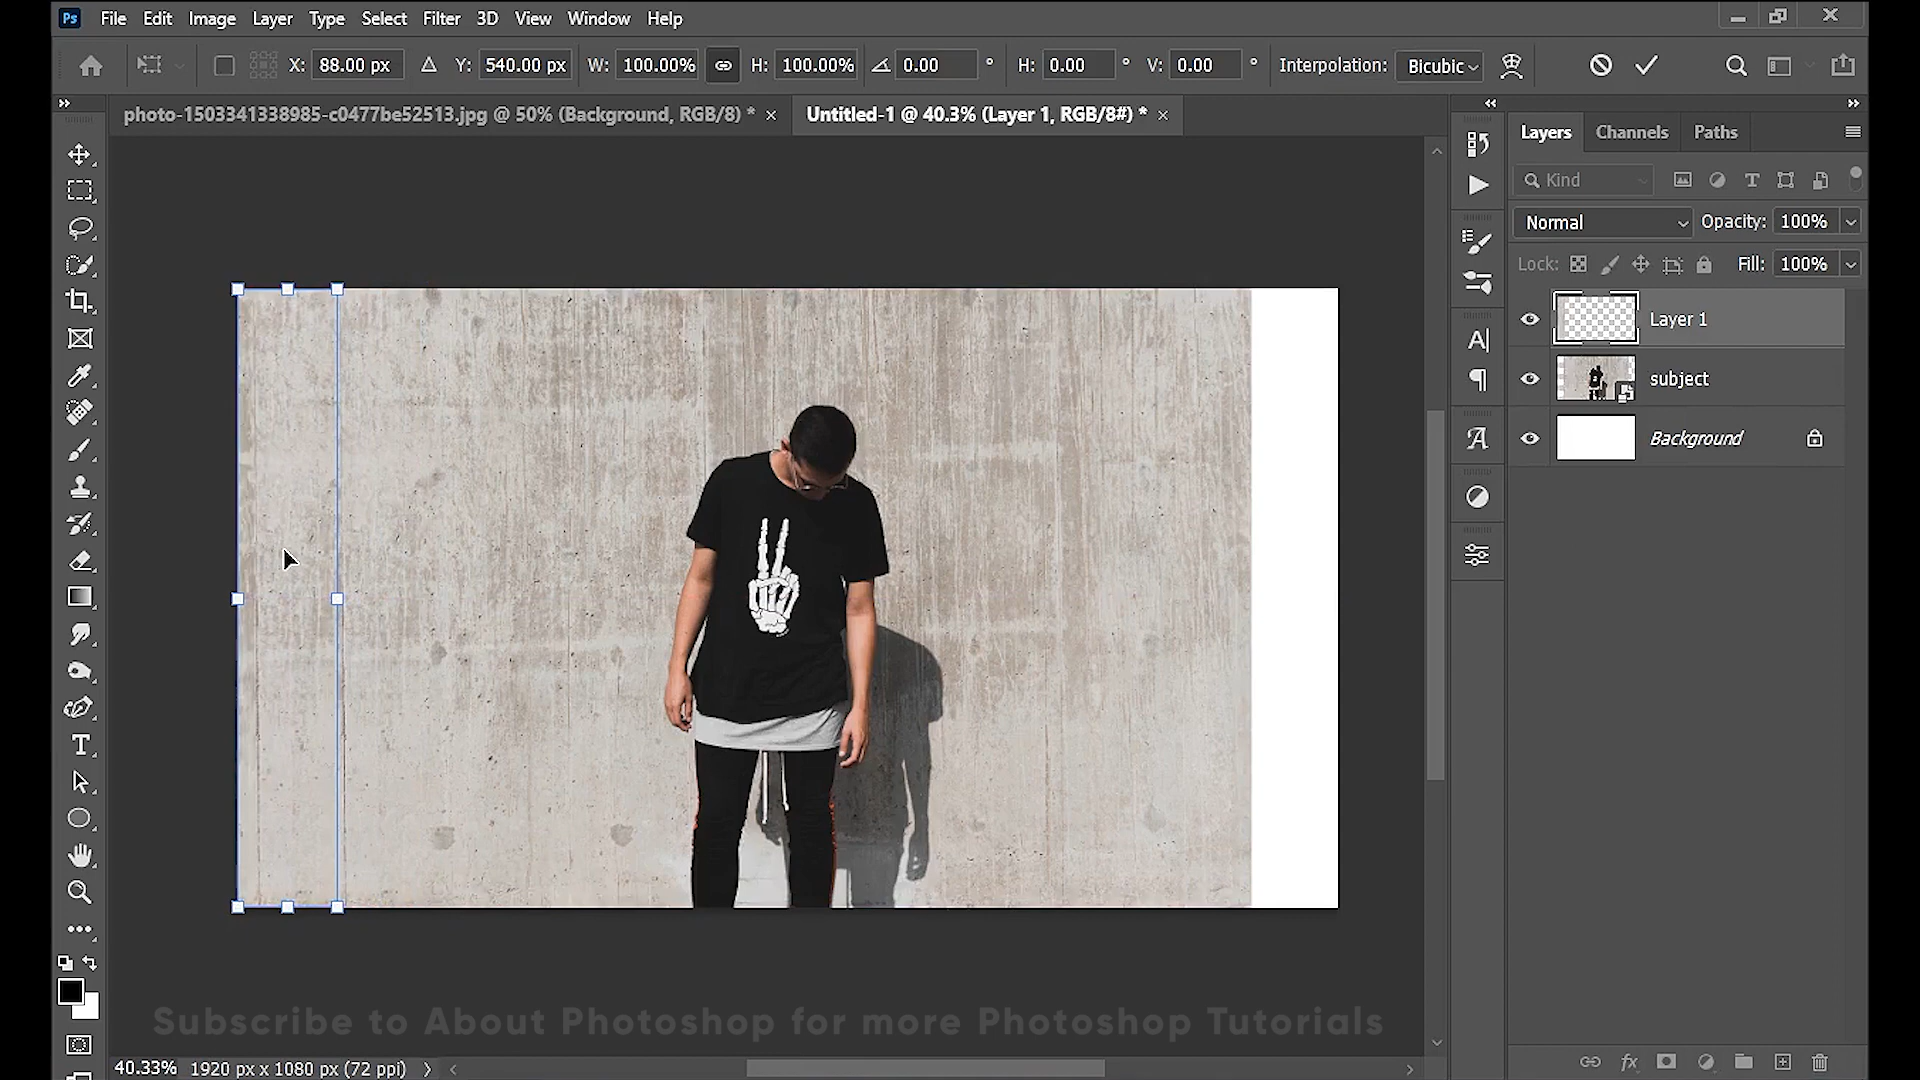 Ps File Edit Image Layer Type Select Filter 3D View Window Help
X: 88.00 px Y: 540.00 px W: 100.00% H: 100.00% 0.00 ° H: 0.00 ° V: 0.00 ° Interpolation: Bicubic
photo-1503341338985-c0477be52513.jpg @ 50% (Background, RGB/8) * × Untitled-1 @ 40.3% (Layer 1, RGB/8#) * ×
Layers Channels Paths
Kind
Normal Opacity: 100%
Lock: Fill: 100%
Layer 1
subject
Background
Subscribe to About Photoshop for more Photoshop Tutorials
40.33% 1920 px x 1080 px (72 ppi)